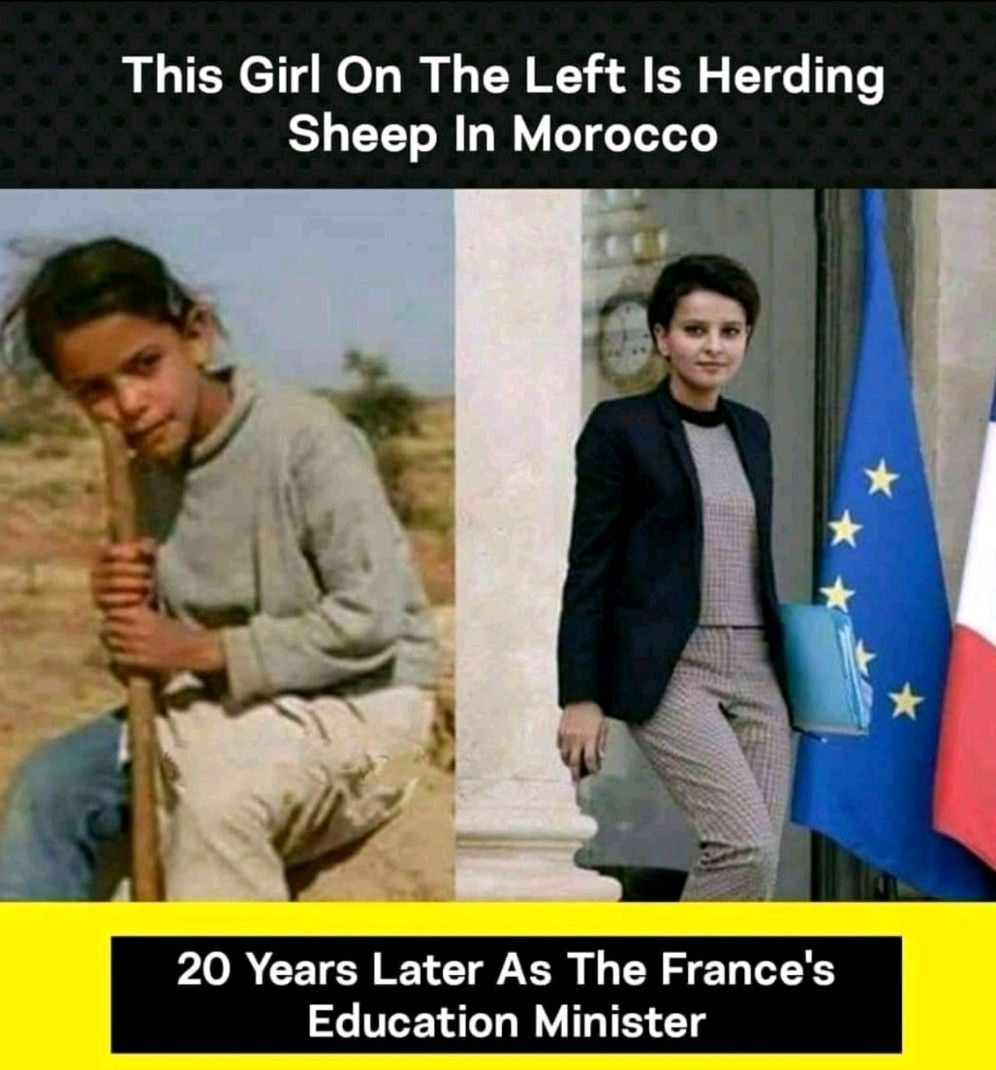 This Girl On The Left Is Herding
Sheep In Morocco
20 Years Later As The France's
Education Minister